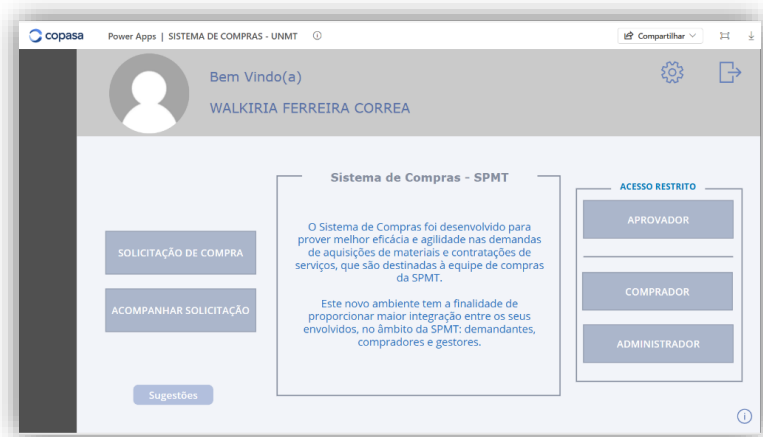 copasa
Power Apps | SISTEMA DE COMPRAS - UNMT
Compartilhar
Bem Vindo(a)
WALKIRIA FERREIRA CORREA
SOLICITAÇÃO DE COMPRA
ACOMPANHAR SOLICITAÇÃO
Sugestões
Sistema de Compras - SPMT
O Sistema de Compras foi desenvolvido para
prover melhor eficácia e agilidade nas demandas
de aquisições de materiais e contratações de
serviços, que são destinadas à equipe de compras
da SPMT.
Este novo ambiente tem a finalidade de
proporcionar maior integração entre os seus
envolvidos, no âmbito da SPMT: demandantes,
compradores e gestores.
ACESSO RESTRITO
APROVADOR
COMPRADOR
ADMINISTRADOR